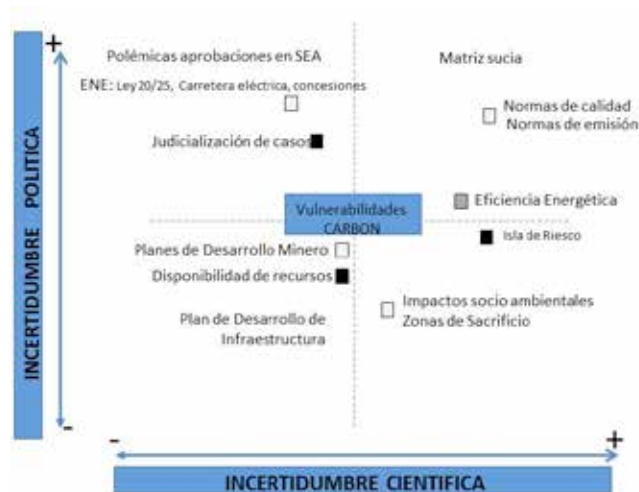 +
Polémicas aprobaciones en SEA
Matriz sucia
ENE: Ley 20/25, Carretera eléctrica, concesiones
Normas de calidad
Normas de emisión
Judicialización de casos
INCERTIDUMBRE POLITICA
Vulnerabilidades
CARBON
Eficiencia Energética
Isla de Riesco
Planes de Desarrollo Minero
Disponibilidad de recursos
Impactos socio ambientales
Zonas de Sacrificio
Plan de Desarrollo de
Infraestructura
-
-
+
INCERTIDUMBRE CIENTIFICA